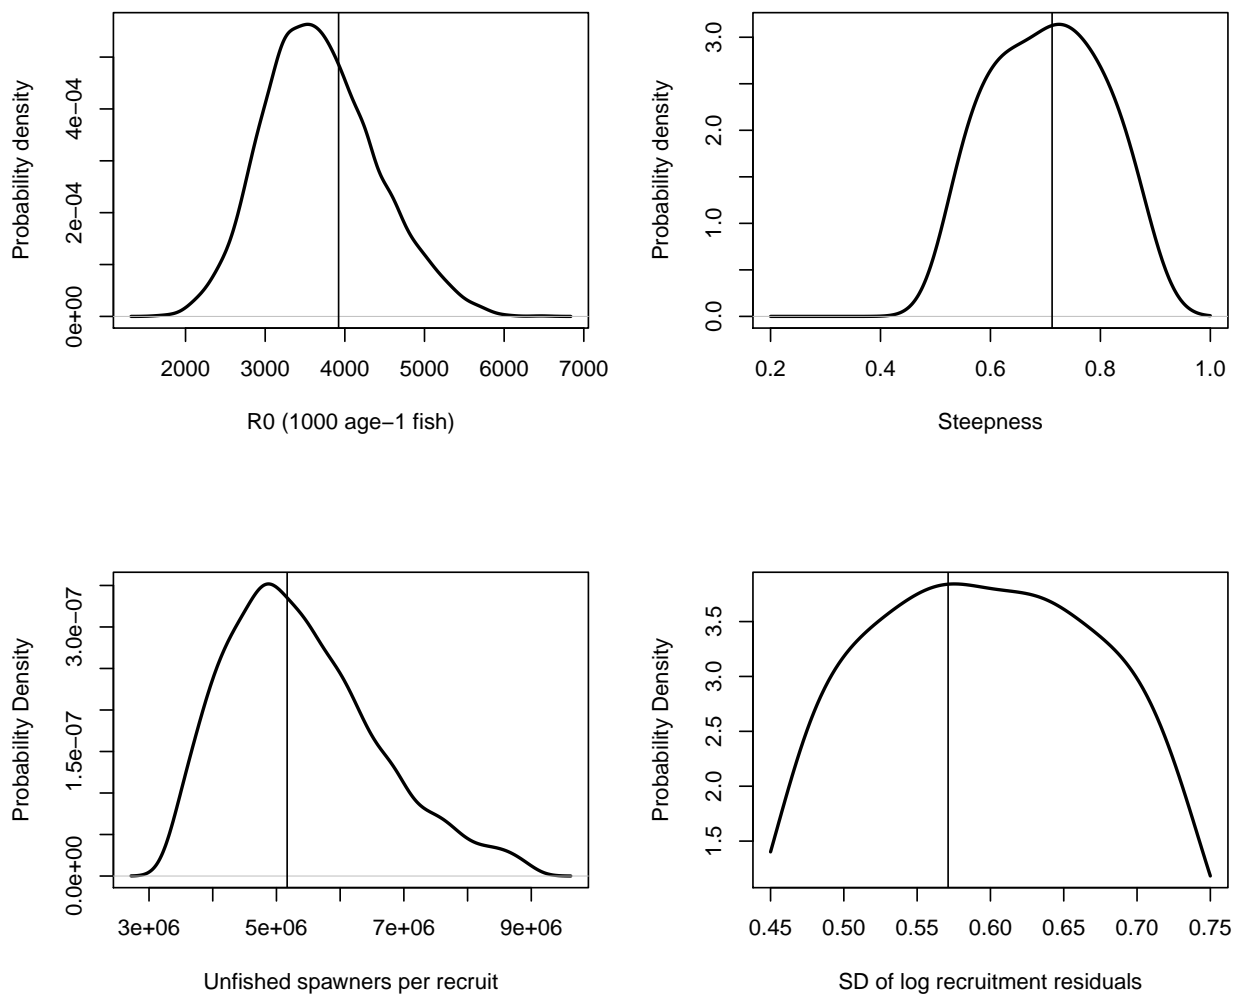 Probability density
0e+00
2e−04
4e−04
2000 3000 4000 5000 6000 7000
R0 (1000 age−1 fish)
Probability density
0.0
1.0
2.0
3.0
0.2 0.4 0.6 0.8 1.0
Steepness
Probability Density
0.0e+00
1.5e−07
3.0e−07
3e+06 5e+06 7e+06 9e+06
Unfished spawners per recruit
Probability Density
1.5
2.0
2.5
3.0
3.5
0.45 0.50 0.55 0.60 0.65 0.70 0.75
SD of log recruitment residuals